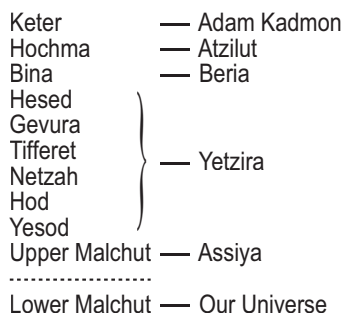 Keter — Adam Kadmon
Hochma — Atzilut
Bina — Beria
Hesed
Gevura
Tifferet
Netzah — Yetzira
Hod
Yesod
Upper Malchut — Assiya
Lower Malchut — Our Universe